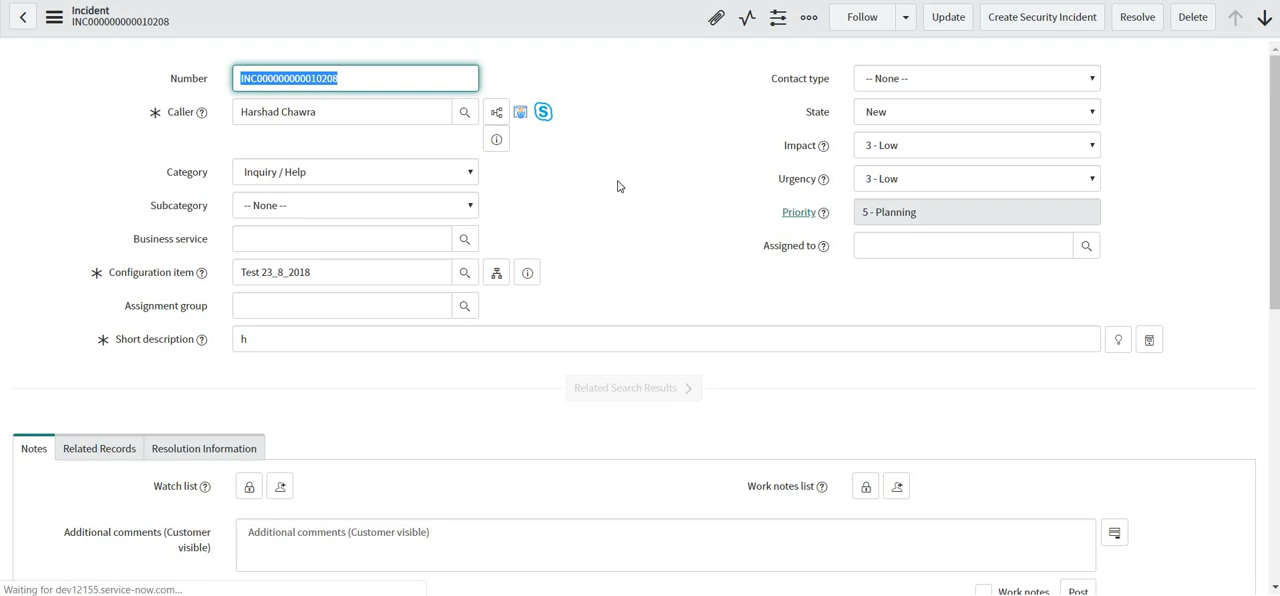 Incident
INC000000000010208
Follow
Update
Create Security Incident
Resolve
Delete
Number
INC000000000010208
Contact type
-- None --
Caller
Harshad Chawra
State
New
Impact
3 - Low
Category
Inquiry / Help
Urgency
3 - Low
Subcategory
-- None --
Priority
5 - Planning
Business service
Assigned to
Configuration item
Test 23_8_2018
Assignment group
Short description
h
Related Search Results
Notes
Related Records
Resolution Information
Watch list
Work notes list
Additional comments (Customer
visible)
Additional comments (Customer visible)
Waiting for dev12155.service-now.com...
Work notes
Post